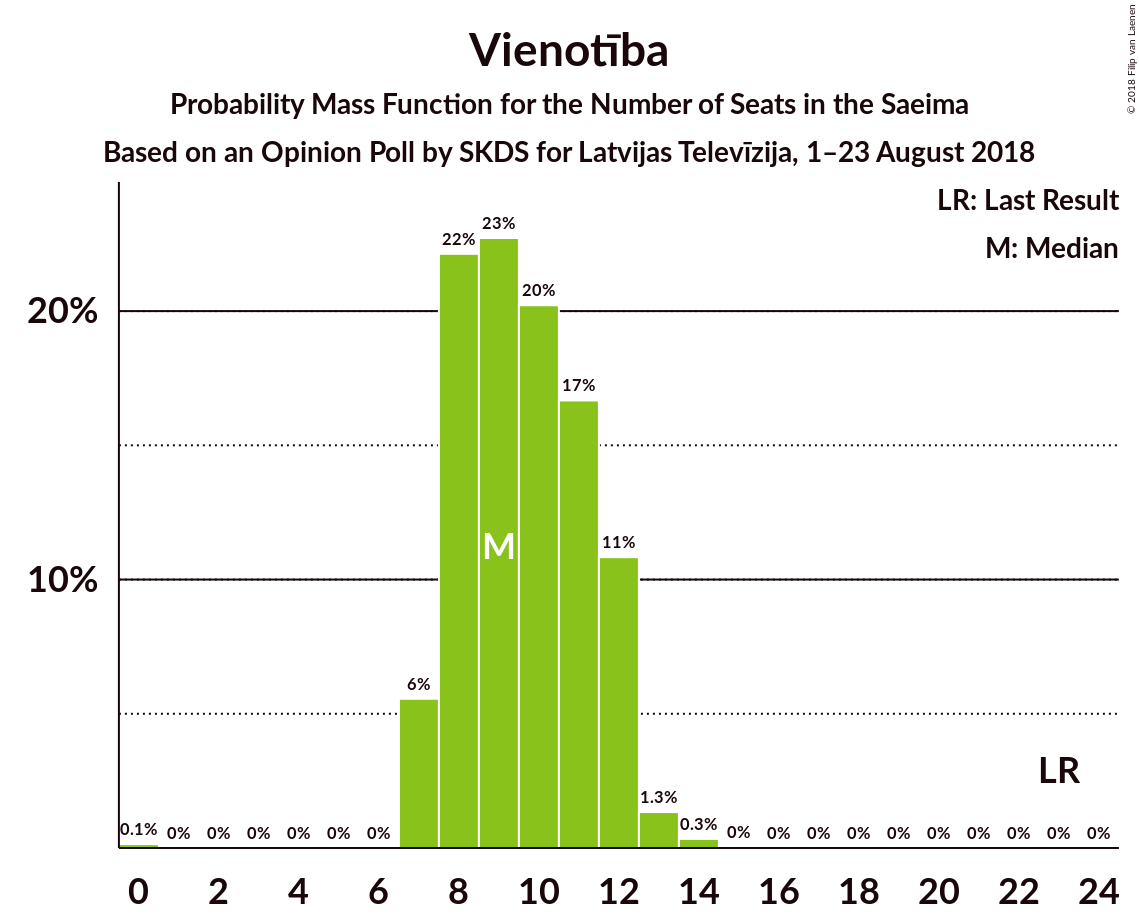 Vienotība
Probability Mass Function for the Number of Seats in the Saeima
Based on an Opinion Poll by SKDS for Latvijas Televīzija, 1–23 August 2018
© 2018 Filip van Laenen
LR: Last Result
M: Median
20%
10%
0.1% 0% 0% 0% 0% 0% 0% 6% 22% 23% 20% 17% 11% 1.3% 0.3% 0% 0% 0% 0% 0% 0% 0% 0% 0% 0%
M
LR
0 2 4 6 8 10 12 14 16 18 20 22 24